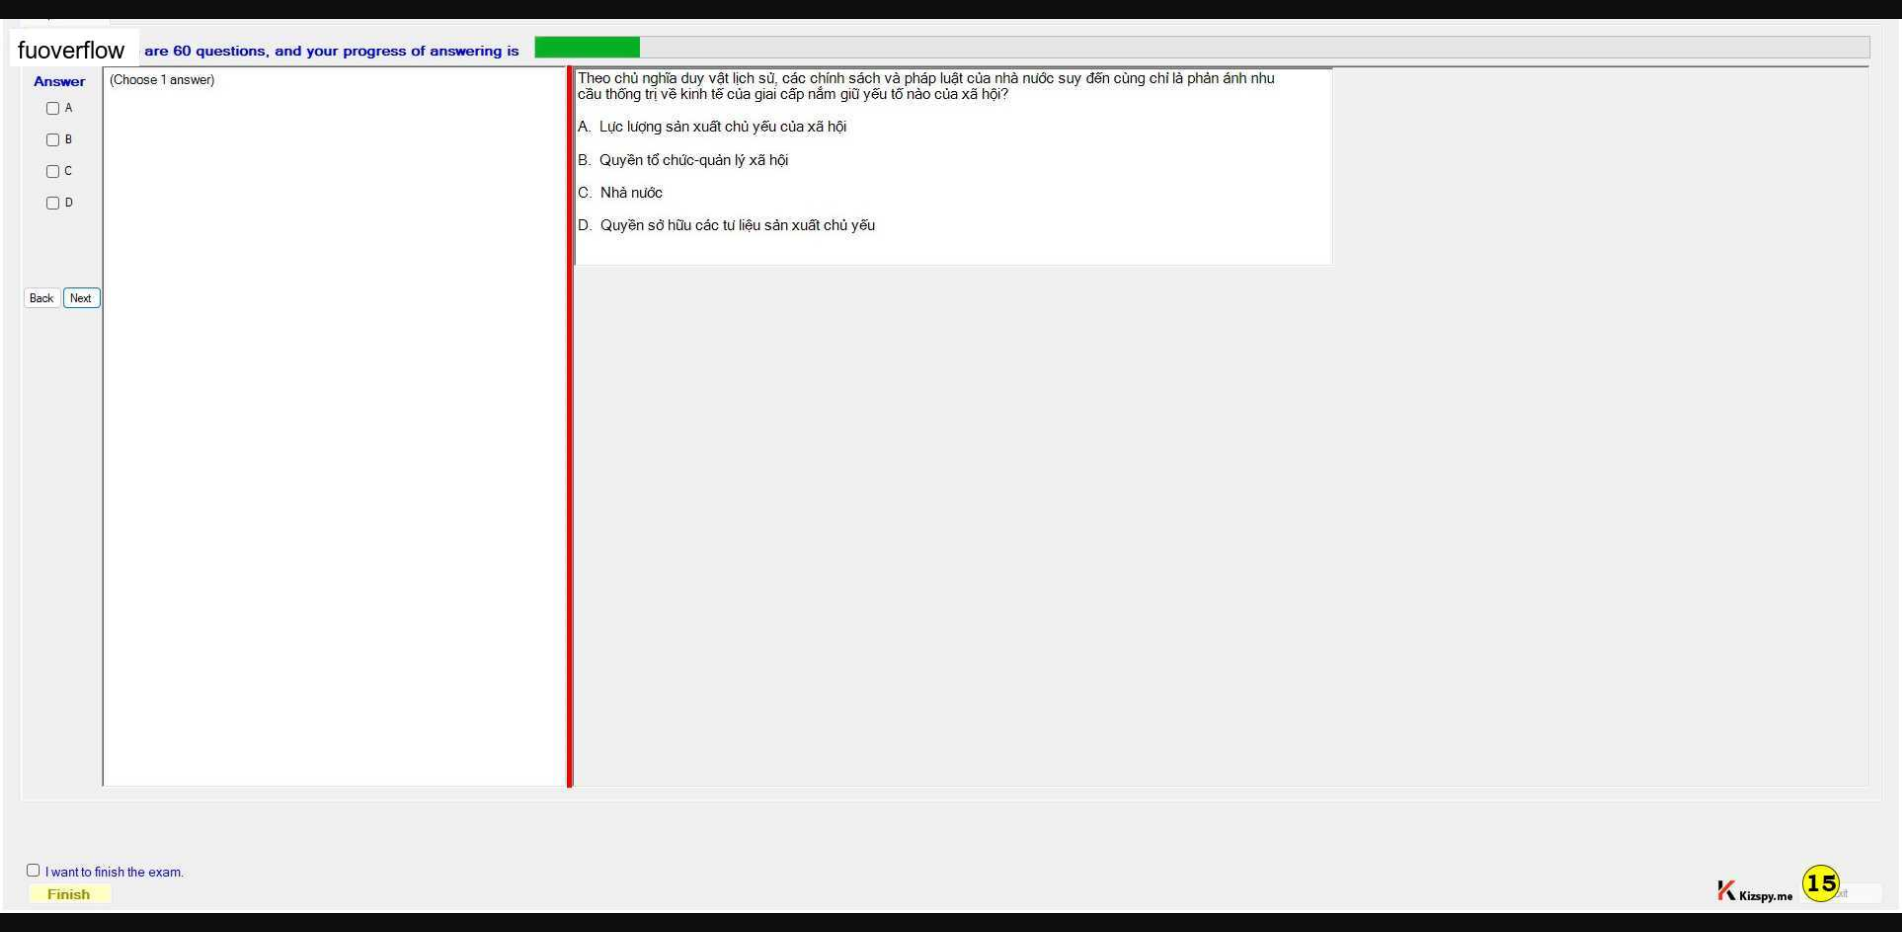 fuoverflow are 60 questions, and your progress of answering is
Answer
(Choose 1 answer)
A
B
C
D
Back Next
Theo chủ nghĩa duy vật lịch sử, các chính sách và pháp luật của nhà nước suy đến cùng chỉ là phản ánh nhu
cầu thống trị về kinh tế của giai cấp nắm giữ yếu tố nào của xã hội?
A. Lực lượng sản xuất chủ yếu của xã hội
B. Quyền tổ chức-quản lý xã hội
C. Nhà nước
D. Quyền sở hữu các tư liệu sản xuất chủ yếu
I want to finish the exam.
Finish
Kizspy.me
15